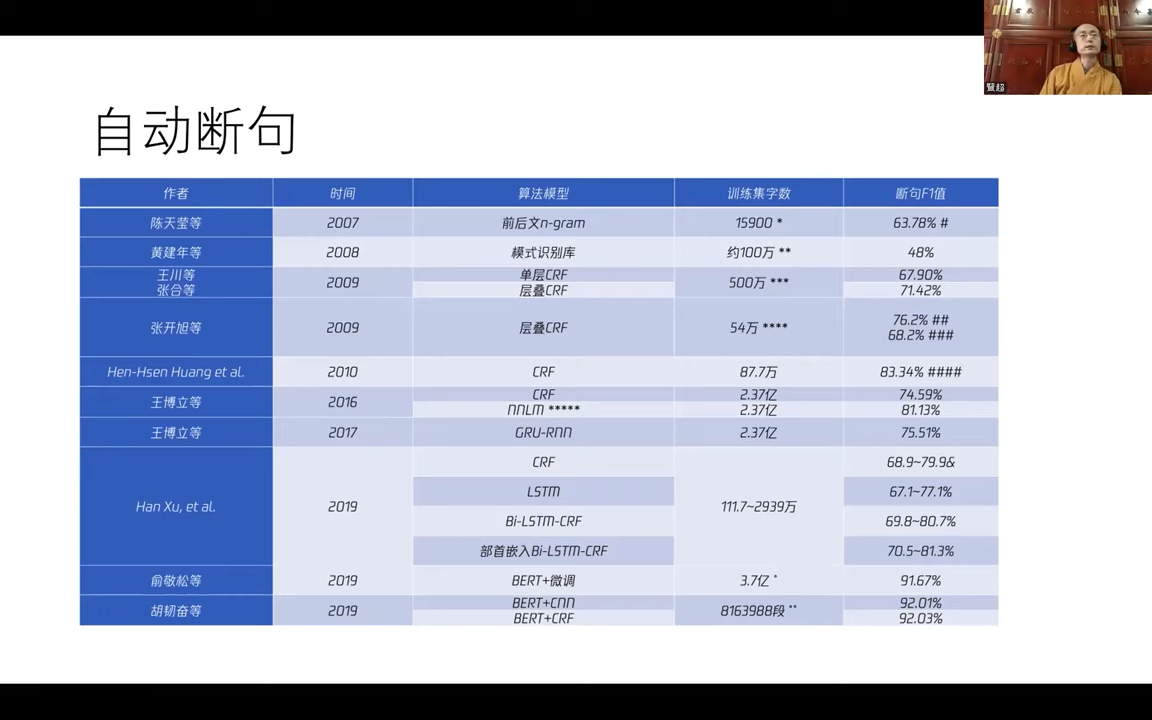 賢超
自动断句
作者 时间 算法模型 训练集字数 断句F1值
陈天莹等 2007 前后文n-gram 15900 * 63.78% #
黄建年等 2008 模式识别库 约100万 ** 48%
王川等 2009 单层CRF 500万 *** 67.90%
张合等 层叠CRF 71.42%
张开旭等 2009 层叠CRF 54万 **** 76.2% ##
68.2% ###
Hen-Hsen Huang et al. 2010 CRF 87.7万 83.34% ####
王博立等 2016 CRF 2.37亿 74.59%
NNLM ***** 2.37亿 81.13%
王博立等 2017 GRU-RNN 2.37亿 75.51%
Han Xu, et al. 2019 CRF 111.7~2939万 68.9~79.9&
LSTM 67.1~77.1%
Bi-LSTM-CRF 69.8~80.7%
部首嵌入Bi-LSTM-CRF 70.5~81.3%
俞敬松等 2019 BERT+微调 3.7亿 * 91.67%
胡韧奋等 2019 BERT+CNN 8163988段 ** 92.01%
BERT+CRF 92.03%